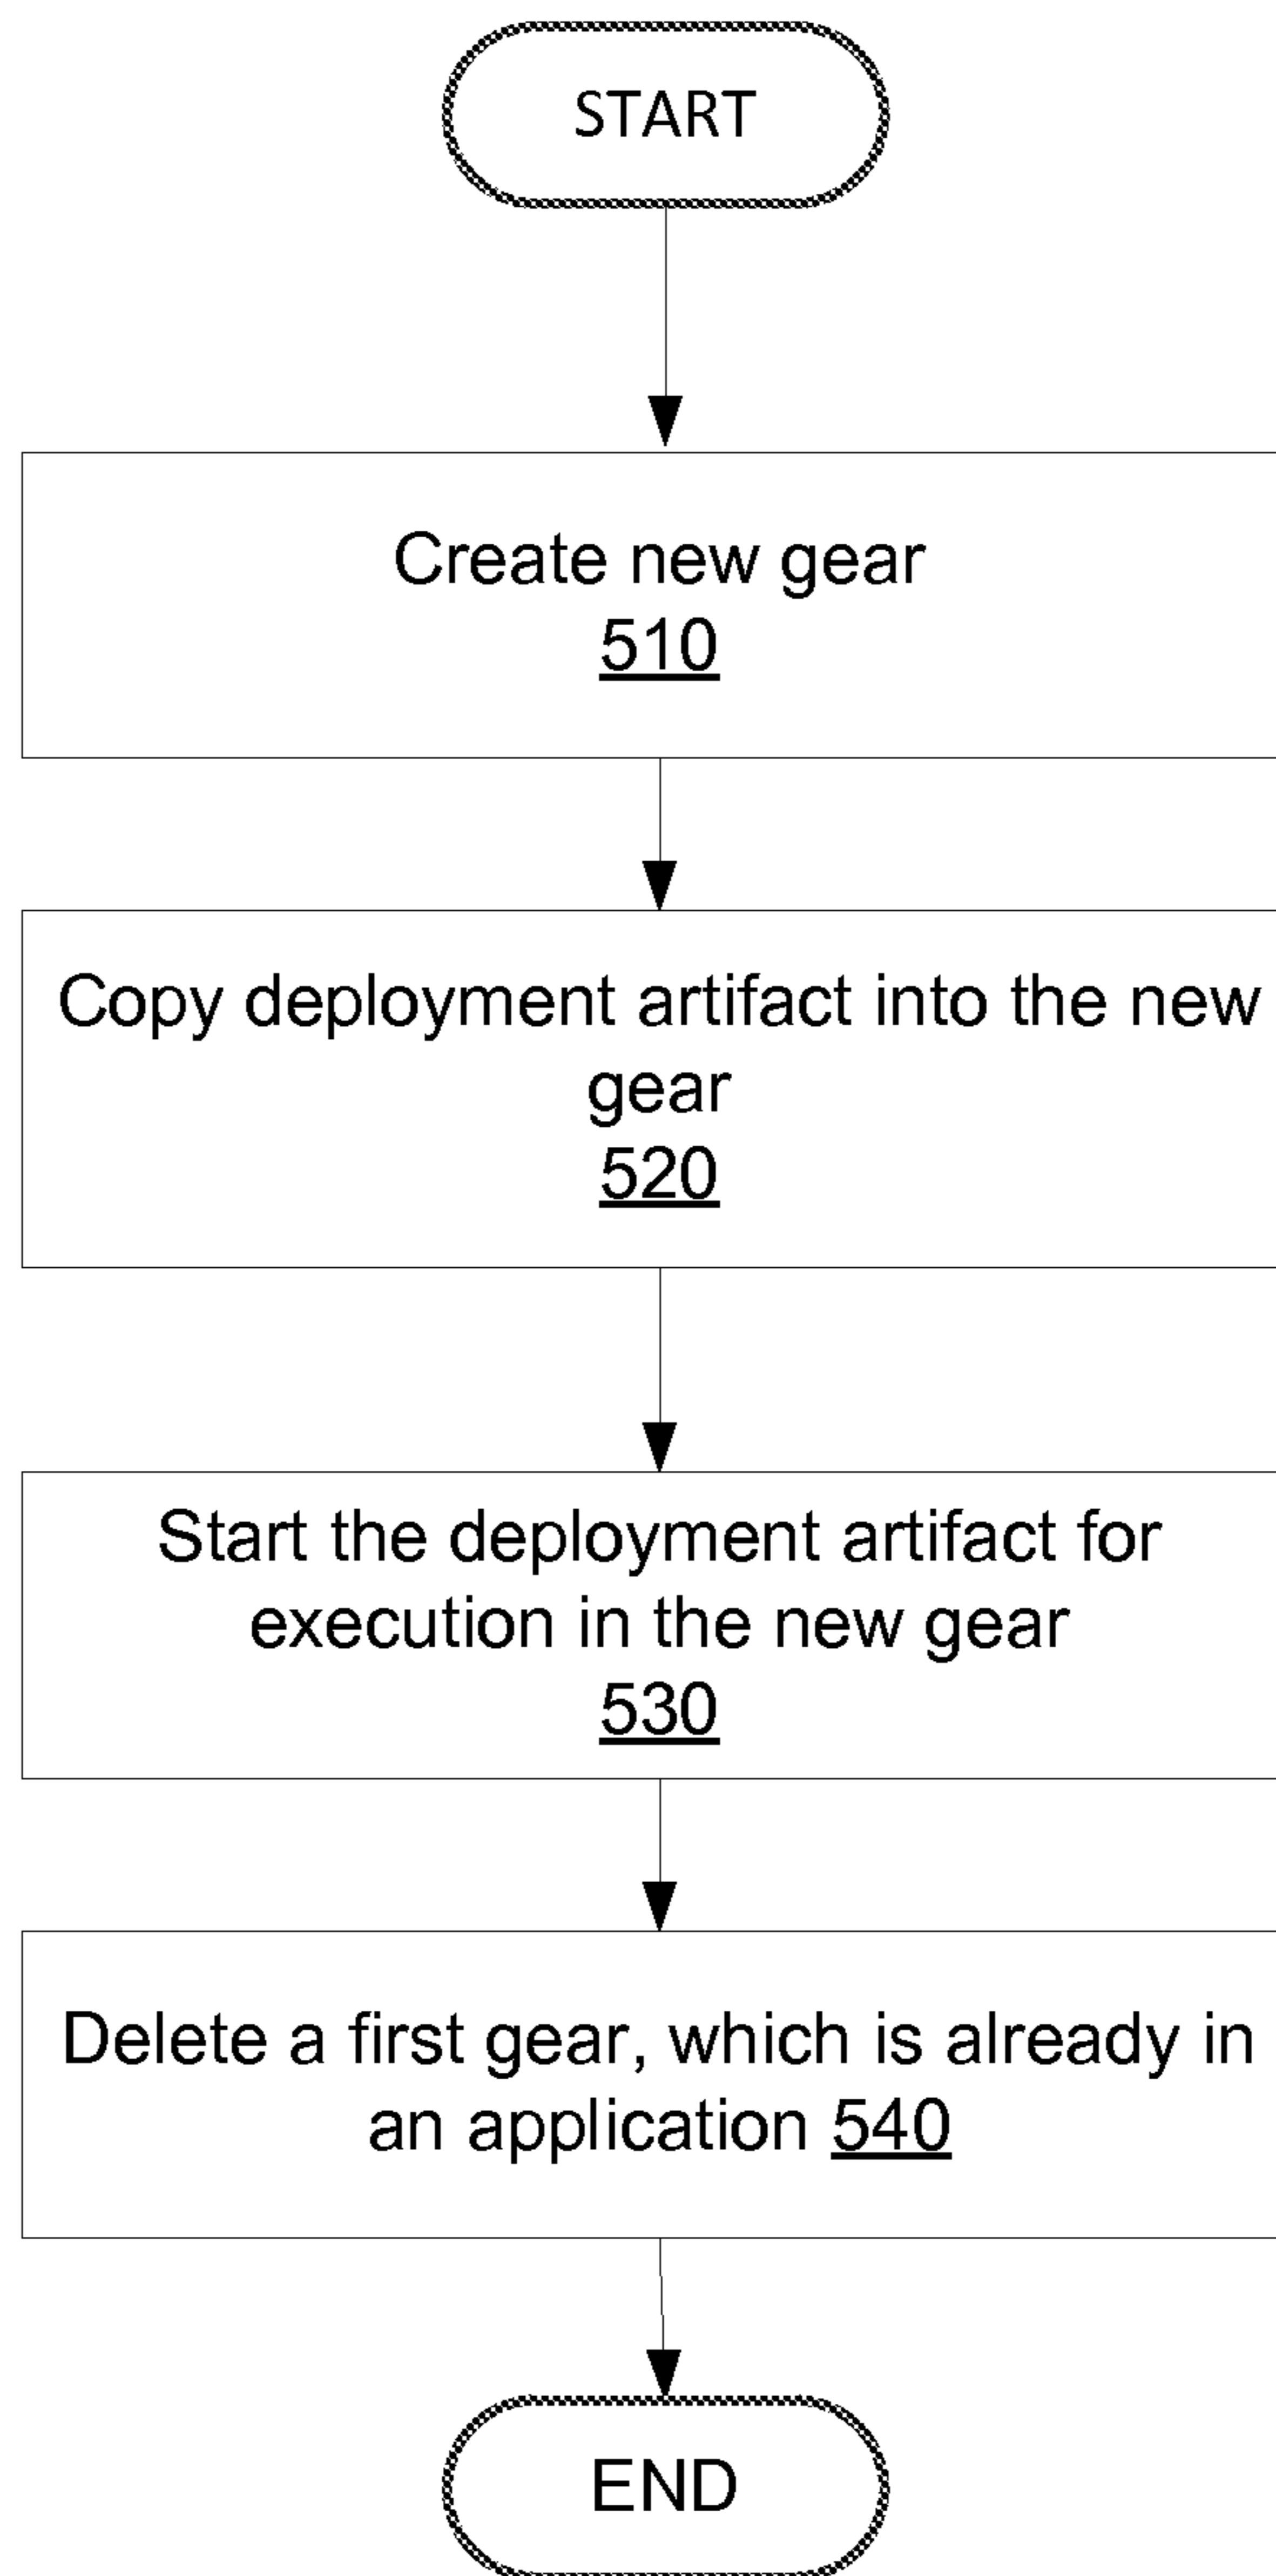 START
Create new gear
510
Copy deployment artifact into the new
gear
520
Start the deployment artifact for
execution in the new gear
530
Delete a first gear, which is already in
an application 540
END